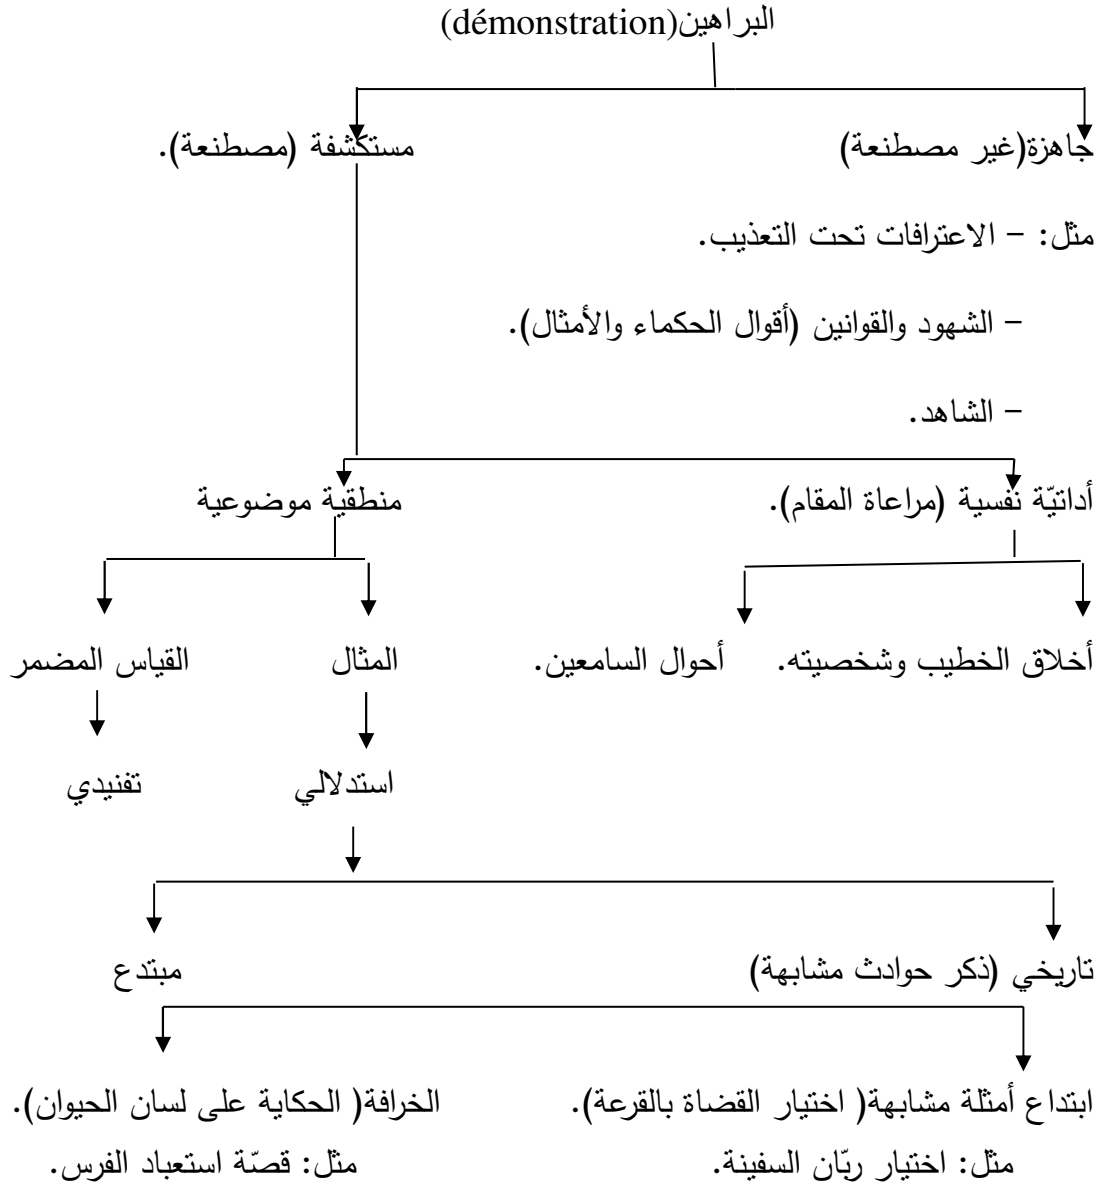 البراهين(démonstration)
جاهزة(غير مصطنعة) مستكشفة (مصطنعة).
مثل: - الاعترافات تحت التعذيب.
- الشهود والقوانين (أقوال الحكماء والأمثال).
- الشاهد.
أداتيّة نفسية (مراعاة المقام). منطقية موضوعية
أخلاق الخطيب وشخصيته. أحوال السامعين. المثال القياس المضمر
استدلالي تفنيدي
تاريخي (ذكر حوادث مشابهة) مبتدع
ابتداع أمثلة مشابهة( اختيار القضاة بالقرعة). الخرافة( الحكاية على لسان الحيوان).
مثل: اختيار ربّان السفينة. مثل: قصّة استعباد الفرس.